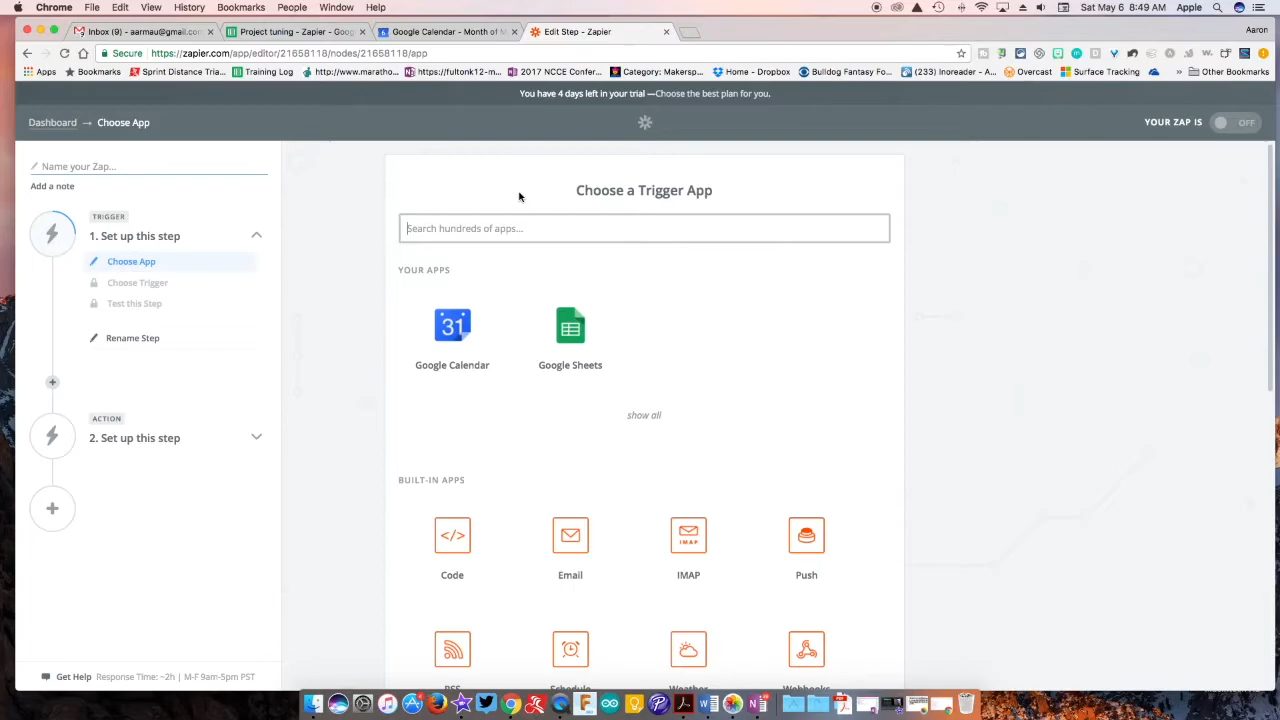 Chrome File Edit View History Bookmarks People Window Help Sat May 6 8:49 AM Apple
Inbox (9) - aarmau@gmail.co Project tuning - Zapier - Goog Google Calendar - Month of M Edit Step - Zapier Aaron
Secure https://zapier.com/app/editor/21658118/nodes/21658118/app
Apps Bookmarks Sprint Distance Tria... Training Log http://www.maratho... https://fultonk12-m... 2017 NCCE Confere... Category: Makersp... Home - Dropbox Bulldog Fantasy Fo... (233) Inoreader - A... Overcast Surface Tracking » Other Bookmarks
You have 4 days left in your trial —Choose the best plan for you.
Dashboard → Choose App
YOUR ZAP IS OFF
Name your Zap...
Add a note
TRIGGER
1. Set up this step
Choose App
Choose Trigger
Test this Step
Rename Step
ACTION
2. Set up this step
Get Help Response Time: ~2h | M-F 9am-5pm PST
Choose a Trigger App
Search hundreds of apps...
YOUR APPS
31
Google Calendar Google Sheets
show all
BUILT-IN APPS
</>
IMAP
Code Email IMAP Push
RSS Schedule Weather Webhooks